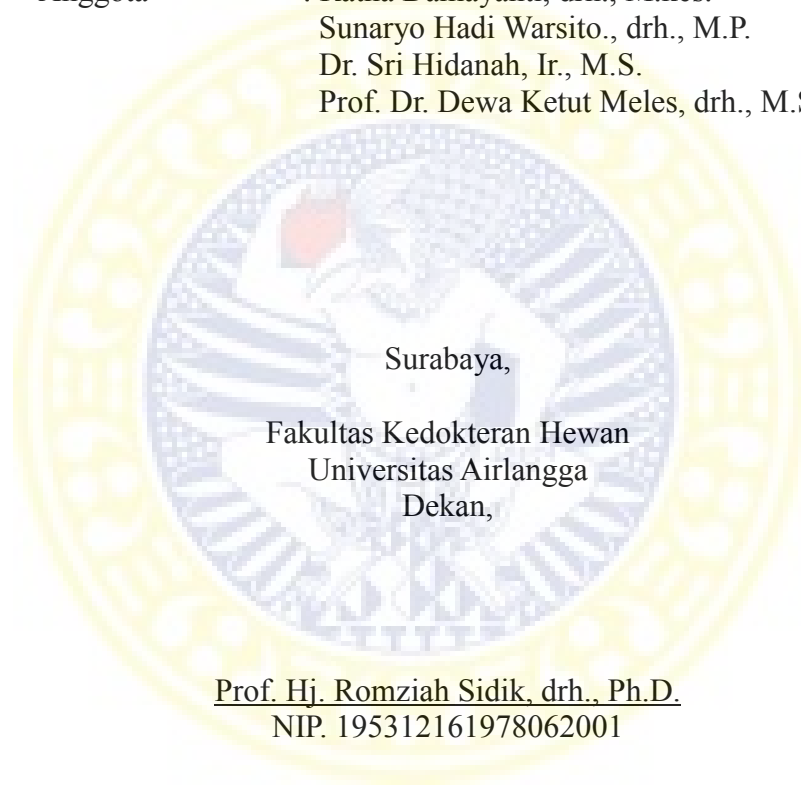 Sunaryo Hadi Warsito., drh., M.P.
Dr. Sri Hidanah, Ir., M.S.
Prof. Dr. Dewa Ketut Meles, drh.,
Surabaya,
Fakultas Kedokteran Hewan
Universitas Airlangga
Dekan,
Prof. Hj. Romziah Sidik, drh., Ph.D.
NIP. 195312161978062001